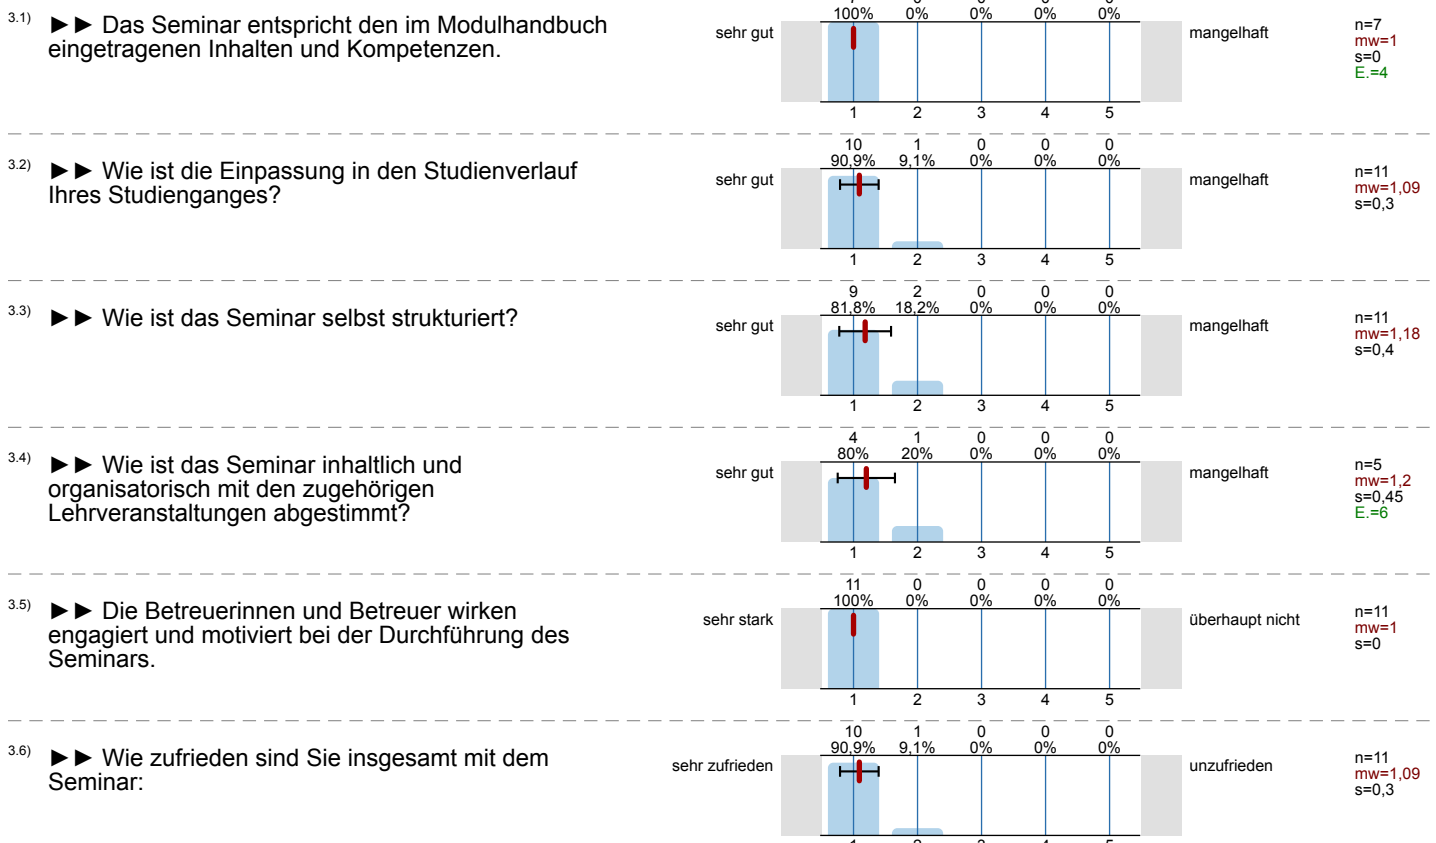 3.1) ►► Das Seminar entspricht den im Modulhandbuch
eingetragenen Inhalten und Kompetenzen.
sehr gut
100% 0% 0% 0% 0%
mangelhaft
n=7
mw=1
s=0
E.=4
1 2 3 4 5
3.2) ►► Wie ist die Einpassung in den Studienverlauf
Ihres Studienganges?
sehr gut
10 1 0 0 0
90,9% 9,1% 0% 0% 0%
mangelhaft
n=11
mw=1,09
s=0,3
1 2 3 4 5
3.3) ►► Wie ist das Seminar selbst strukturiert?
sehr gut
9 2 0 0 0
81,8% 18,2% 0% 0% 0%
mangelhaft
n=11
mw=1,18
s=0,4
1 2 3 4 5
3.4) ►► Wie ist das Seminar inhaltlich und
organisatorisch mit den zugehörigen
Lehrveranstaltungen abgestimmt?
sehr gut
4 1 0 0 0
80% 20% 0% 0% 0%
mangelhaft
n=5
mw=1,2
s=0,45
E.=6
1 2 3 4 5
3.5) ►► Die Betreuerinnen und Betreuer wirken
engagiert und motiviert bei der Durchführung des
Seminars.
sehr stark
11 0 0 0 0
100% 0% 0% 0% 0%
überhaupt nicht
n=11
mw=1
s=0
1 2 3 4 5
3.6) ►► Wie zufrieden sind Sie insgesamt mit dem
Seminar:
sehr zufrieden
10 1 0 0 0
90,9% 9,1% 0% 0% 0%
unzufrieden
n=11
mw=1,09
s=0,3